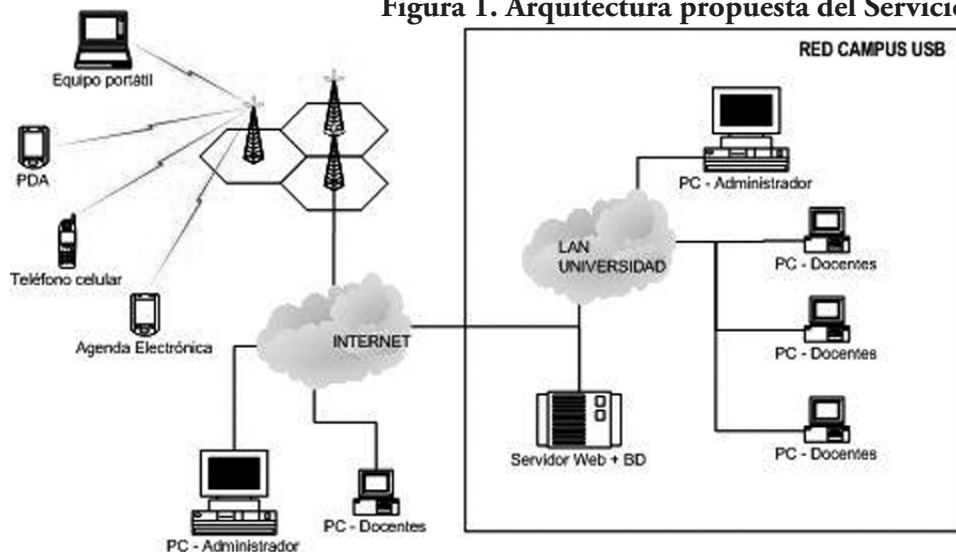 Figura 1. Arquitectura propuesta del Servicio
RED CAMPUS USB
Equipo portátil
PDA
PC - Administrador
LAN
UNIVERSIDAD
PC - Docentes
Teléfono celular
Agenda Electrónica
INTERNET
PC - Docentes
PC - Docentes
Servidor Web + BD
PC - Docentes
PC - Administrador